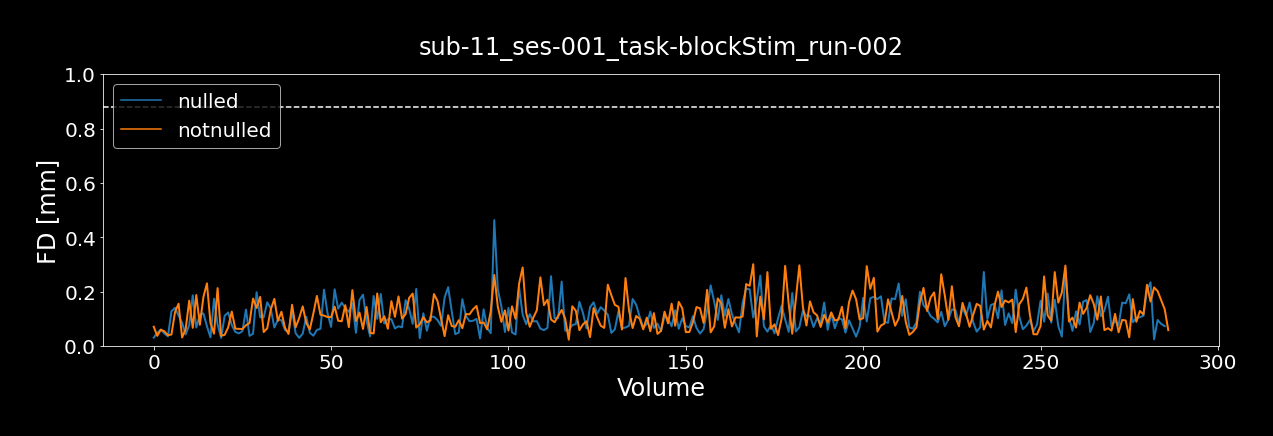 sub-11_ses-001_task-blockStim_run-002
1.0
0.8
0.6
0.4
0.2
0.0
FD [mm]
nulled
notnulled
0 50 100 150 200 250 300
Volume